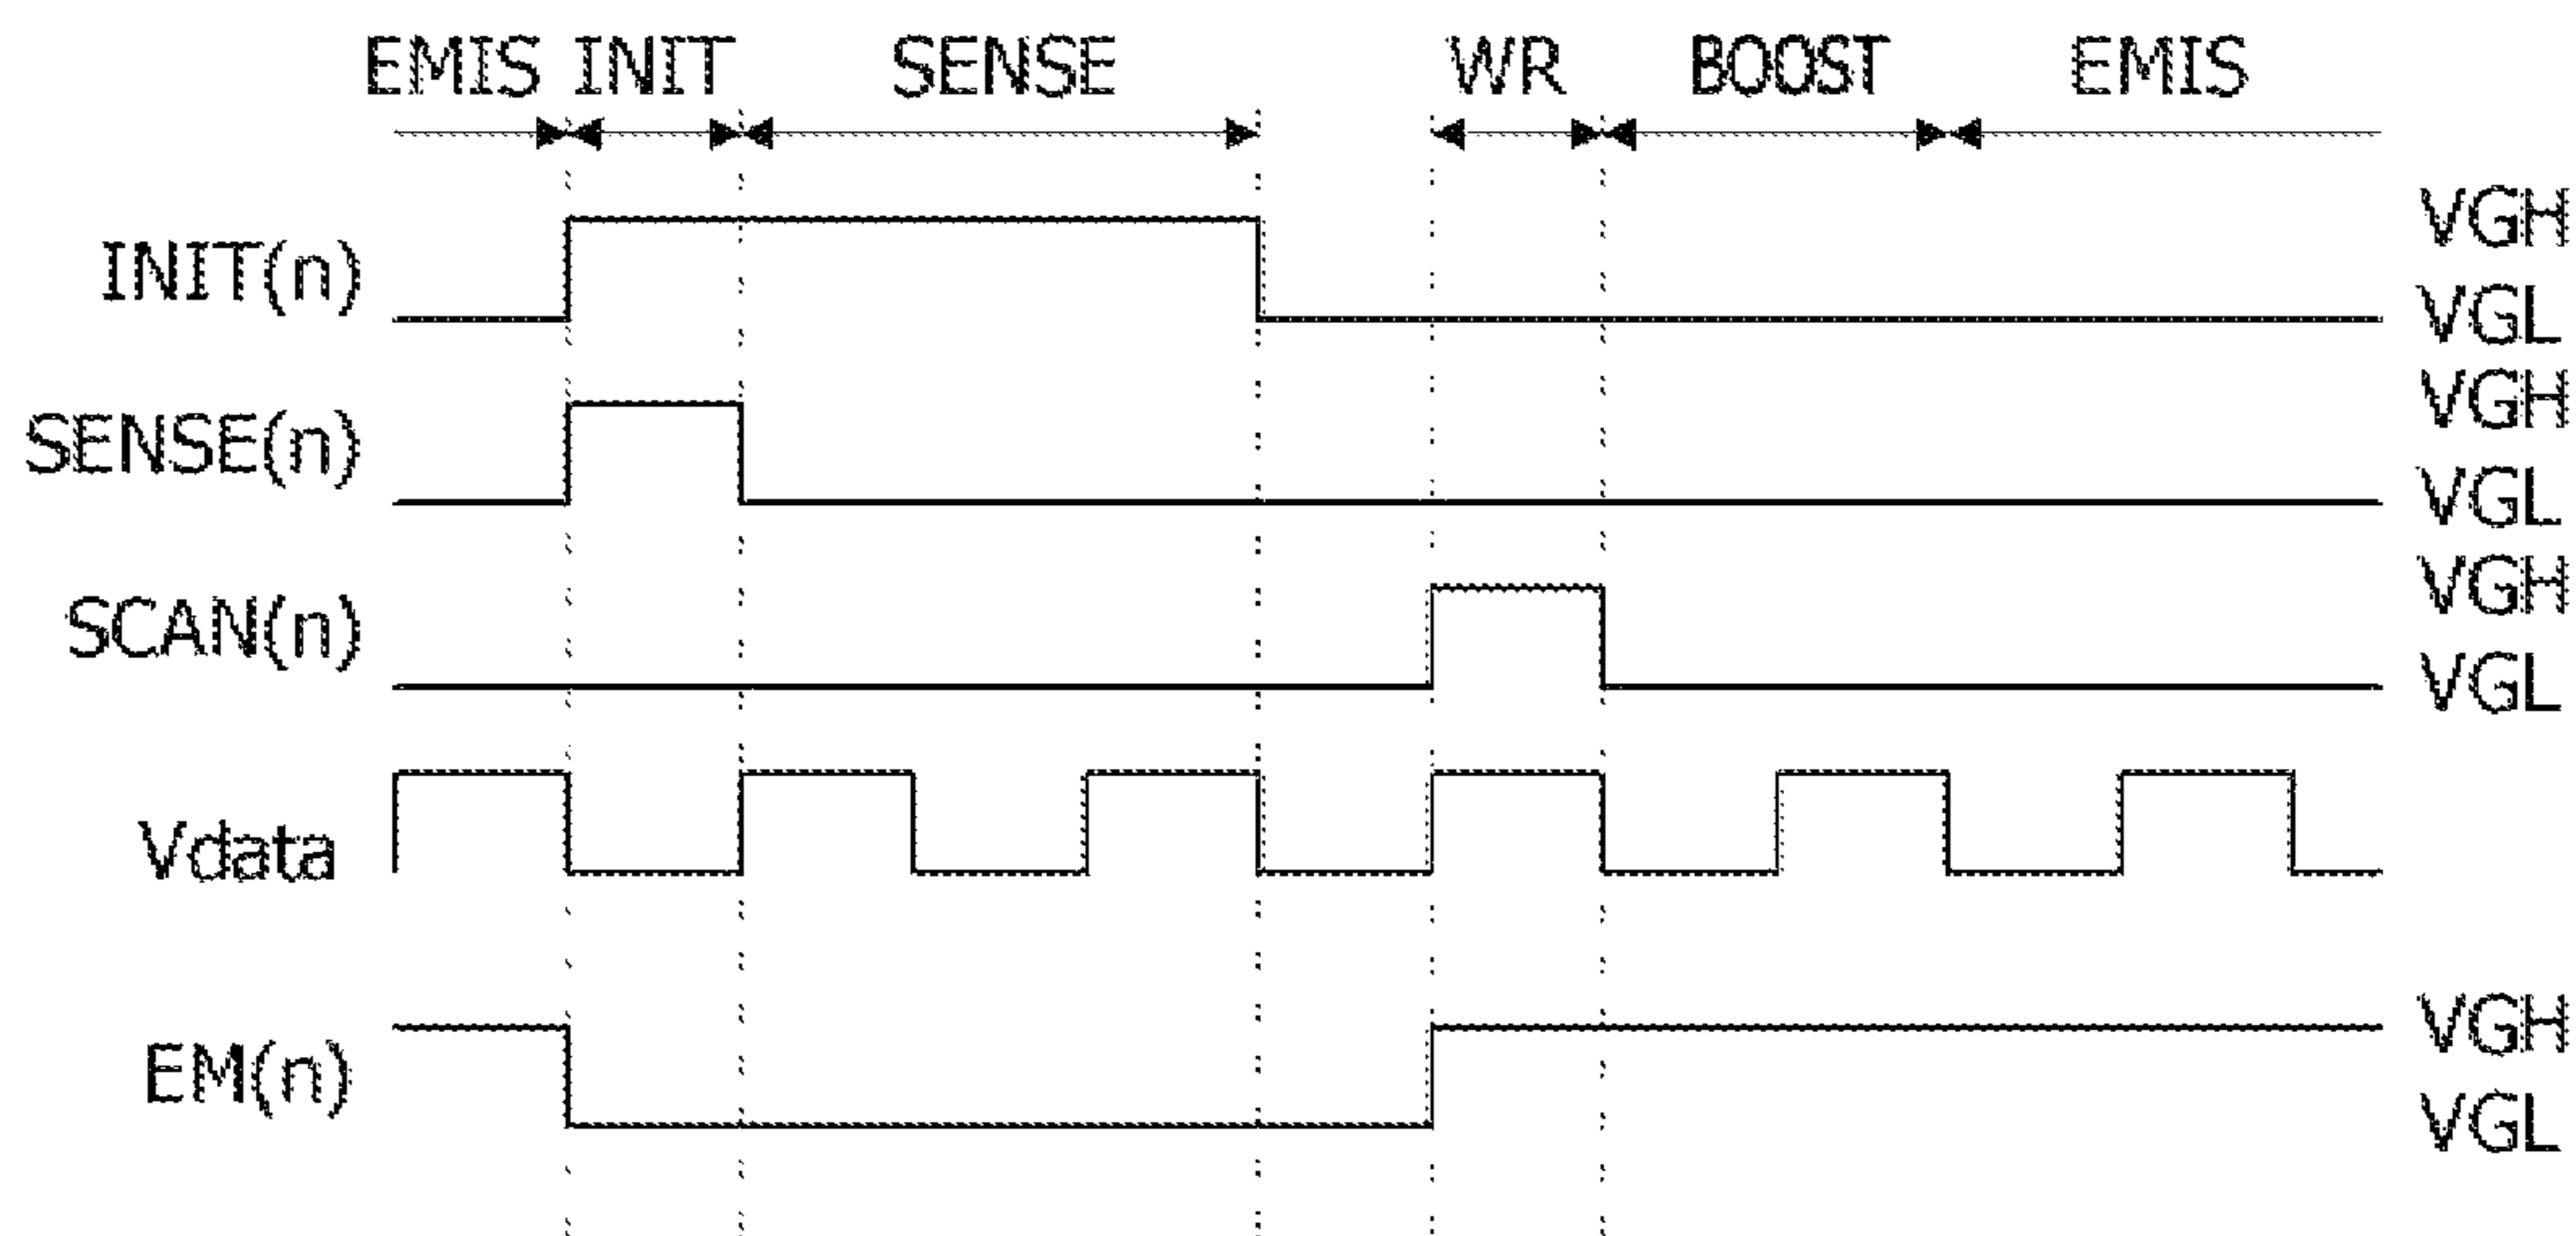 EMIS INIT SENSE WR BOOST EMIS
INIT(n) VGH
VGL
SENSE(n) VGH
VGL
SCAN(n) VGH
VGL
Vdata
EM(n) VGH
VGL